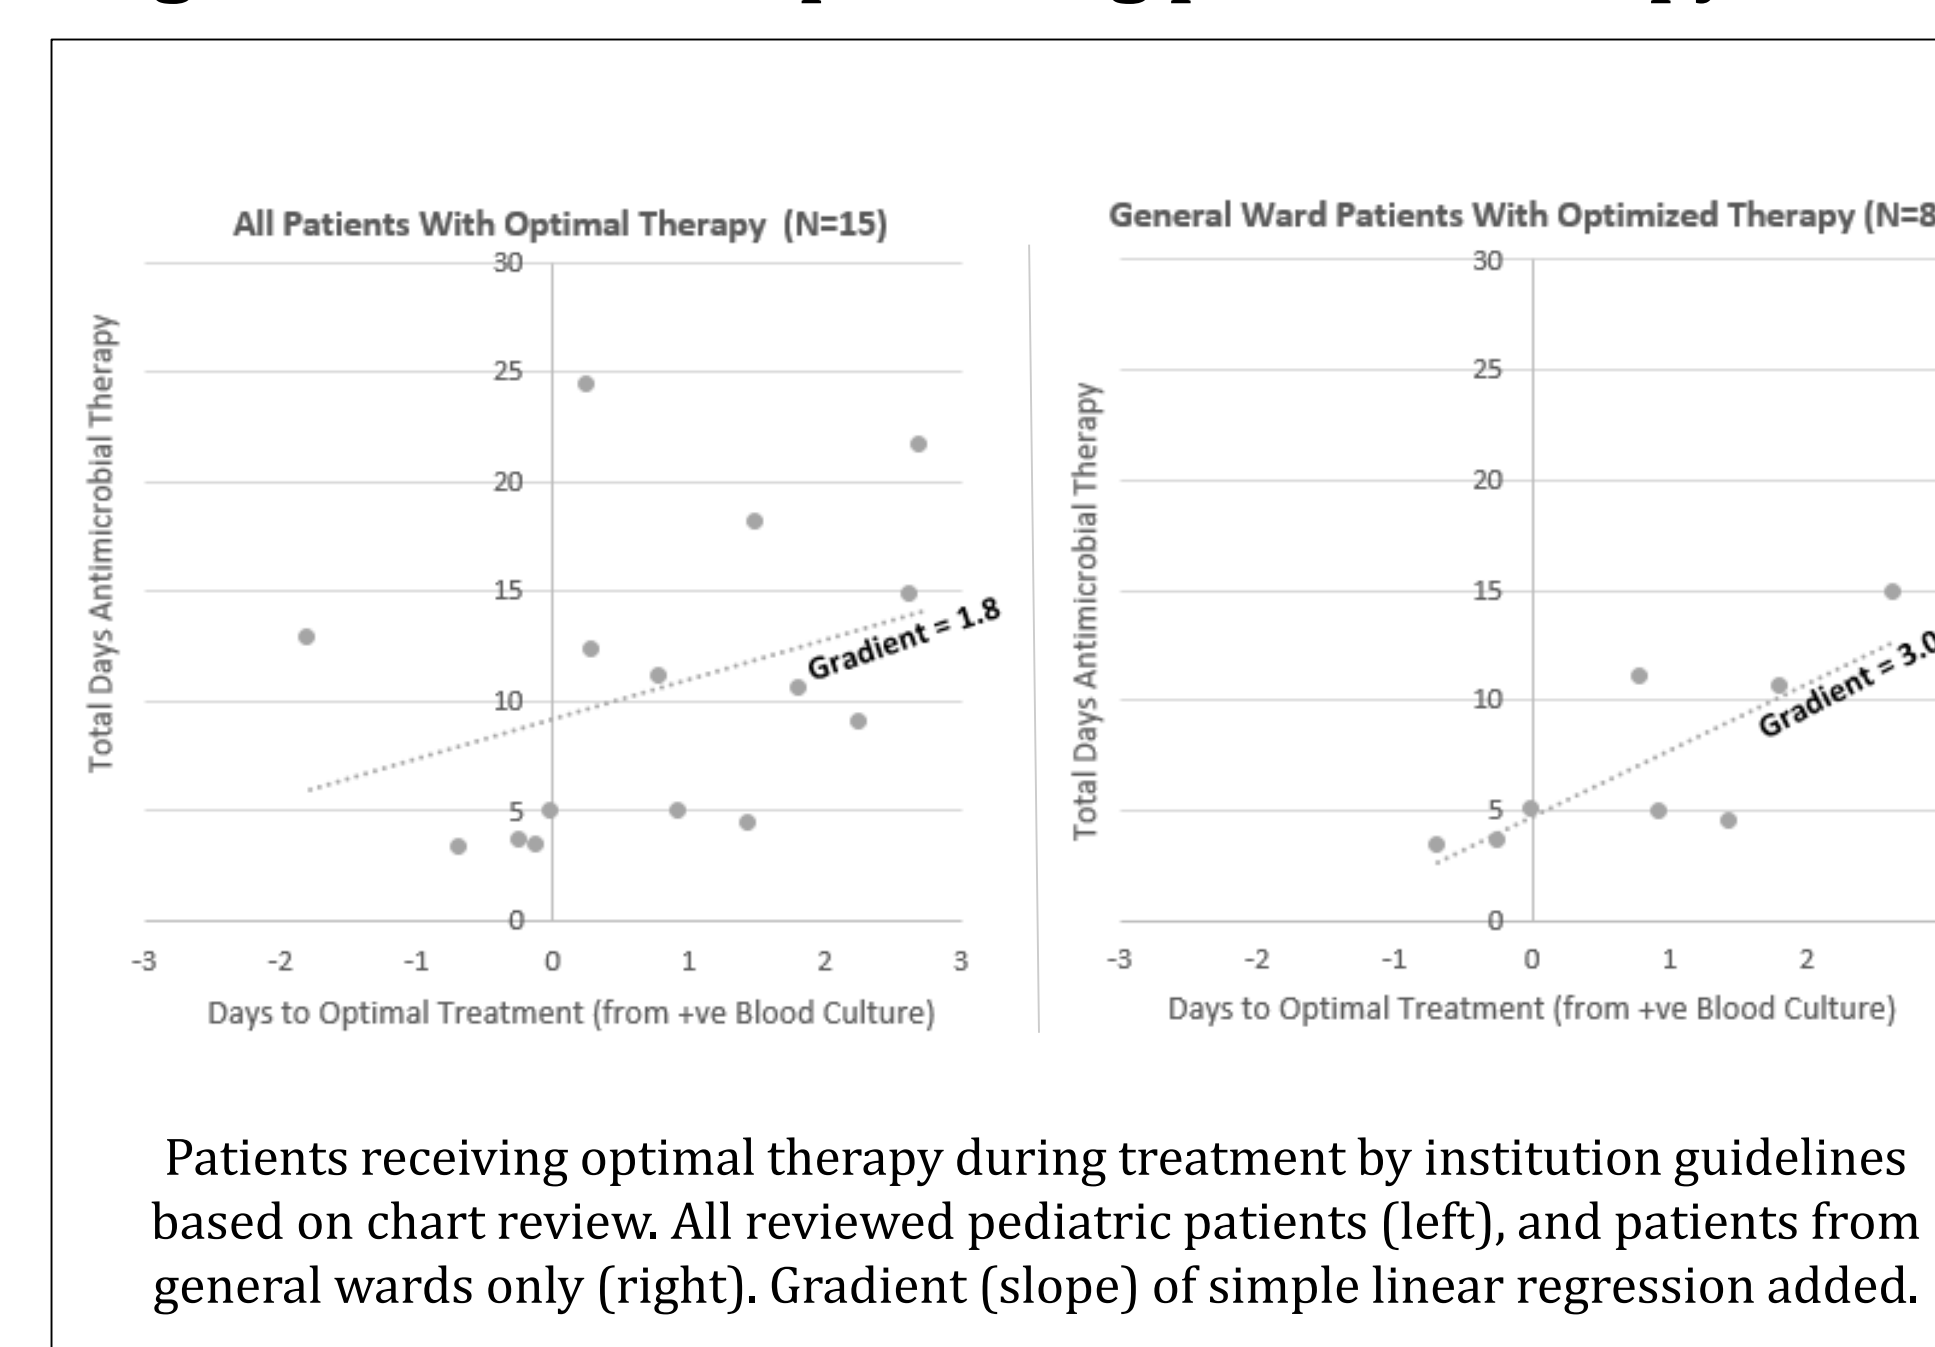 All Patients With Optimal Therapy (N=15)
30
25
20
15
10
5
0
-3 -2 -1 0 1 2 3
Total Days Antimicrobial Therapy
Gradient = 1.8
Days to Optimal Treatment (from +ve Blood Culture)
General Ward Patients With Optimized Therapy (N=8
30
25
20
15
10
5
0
-3 -2 -1 0 1 2
Total Days Antimicrobial Therapy
Gradient = 3.0
Days to Optimal Treatment (from +ve Blood Culture)
Patients receiving optimal therapy during treatment by institution guidelines
based on chart review. All reviewed pediatric patients (left), and patients from
general wards only (right). Gradient (slope) of simple linear regression added.